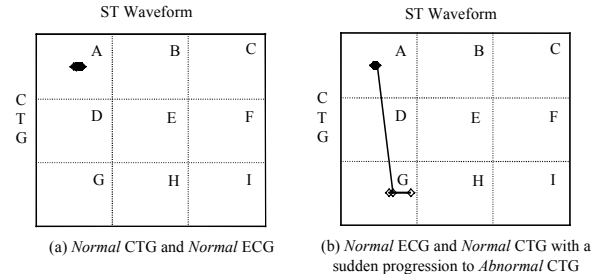 ST Waveform
C
T
G
A B C
D E F
G H I
(a) Normal CTG and Normal ECG
ST Waveform
C
T
G
A B C
D E F
G H I
(b) Normal ECG and Normal CTG with a
sudden progression to Abnormal CTG